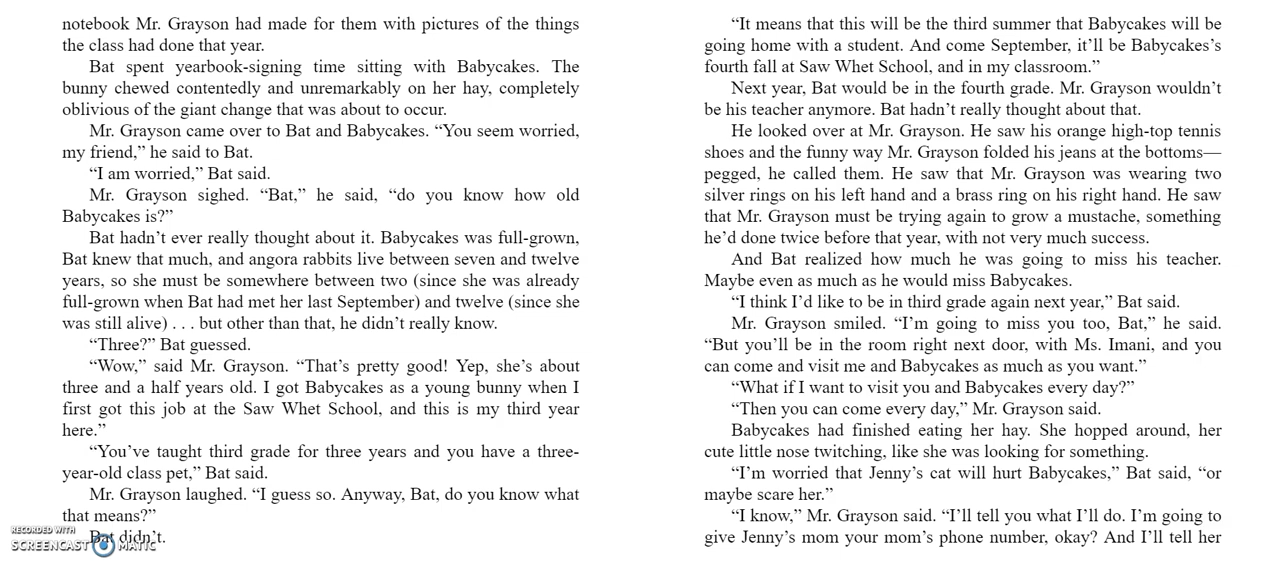 notebook Mr. Grayson had made for them with pictures of the things
the class had done that year.
Bat spent yearbook-signing time sitting with Babycakes. The
bunny chewed contentedly and unremarkably on her hay, completely
oblivious of the giant change that was about to occur.
Mr. Grayson came over to Bat and Babycakes. “You seem worried,
my friend,” he said to Bat.
“I am worried,” Bat said.
Mr. Grayson sighed. “Bat,” he said, “do you know how old
Babycakes is?”
Bat hadn’t ever really thought about it. Babycakes was full-grown,
Bat knew that much, and angora rabbits live between seven and twelve
years, so she must be somewhere between two (since she was already
full-grown when Bat had met her last September) and twelve (since she
was still alive) . . . but other than that, he didn’t really know.
“Three?” Bat guessed.
“Wow,” said Mr. Grayson. “That’s pretty good! Yep, she’s about
three and a half years old. I got Babycakes as a young bunny when I
first got this job at the Saw Whet School, and this is my third year
here.”
“You’ve taught third grade for three years and you have a three-
year-old class pet,” Bat said.
Mr. Grayson laughed. “I guess so. Anyway, Bat, do you know what
that means?”
Bat didn’t.
RECORDED WITH
SCREENCAST MATIC
“It means that this will be the third summer that Babycakes will be
going home with a student. And come September, it’ll be Babycakes’s
fourth fall at Saw Whet School, and in my classroom.”
Next year, Bat would be in the fourth grade. Mr. Grayson wouldn’t
be his teacher anymore. Bat hadn’t really thought about that.
He looked over at Mr. Grayson. He saw his orange high-top tennis
shoes and the funny way Mr. Grayson folded his jeans at the bottoms—
pegged, he called them. He saw that Mr. Grayson was wearing two
silver rings on his left hand and a brass ring on his right hand. He saw
that Mr. Grayson must be trying again to grow a mustache, something
he’d done twice before that year, with not very much success.
And Bat realized how much he was going to miss his teacher.
Maybe even as much as he would miss Babycakes.
“I think I’d like to be in third grade again next year,” Bat said.
Mr. Grayson smiled. “I’m going to miss you too, Bat,” he said.
“But you’ll be in the room right next door, with Ms. Imani, and you
can come and visit me and Babycakes as much as you want.”
“What if I want to visit you and Babycakes every day?”
“Then you can come every day,” Mr. Grayson said.
Babycakes had finished eating her hay. She hopped around, her
cute little nose twitching, like she was looking for something.
“I’m worried that Jenny’s cat will hurt Babycakes,” Bat said, “or
maybe scare her.”
“I know,” Mr. Grayson said. “I’ll tell you what I’ll do. I’m going to
give Jenny’s mom your mom’s phone number, okay? And I’ll tell her